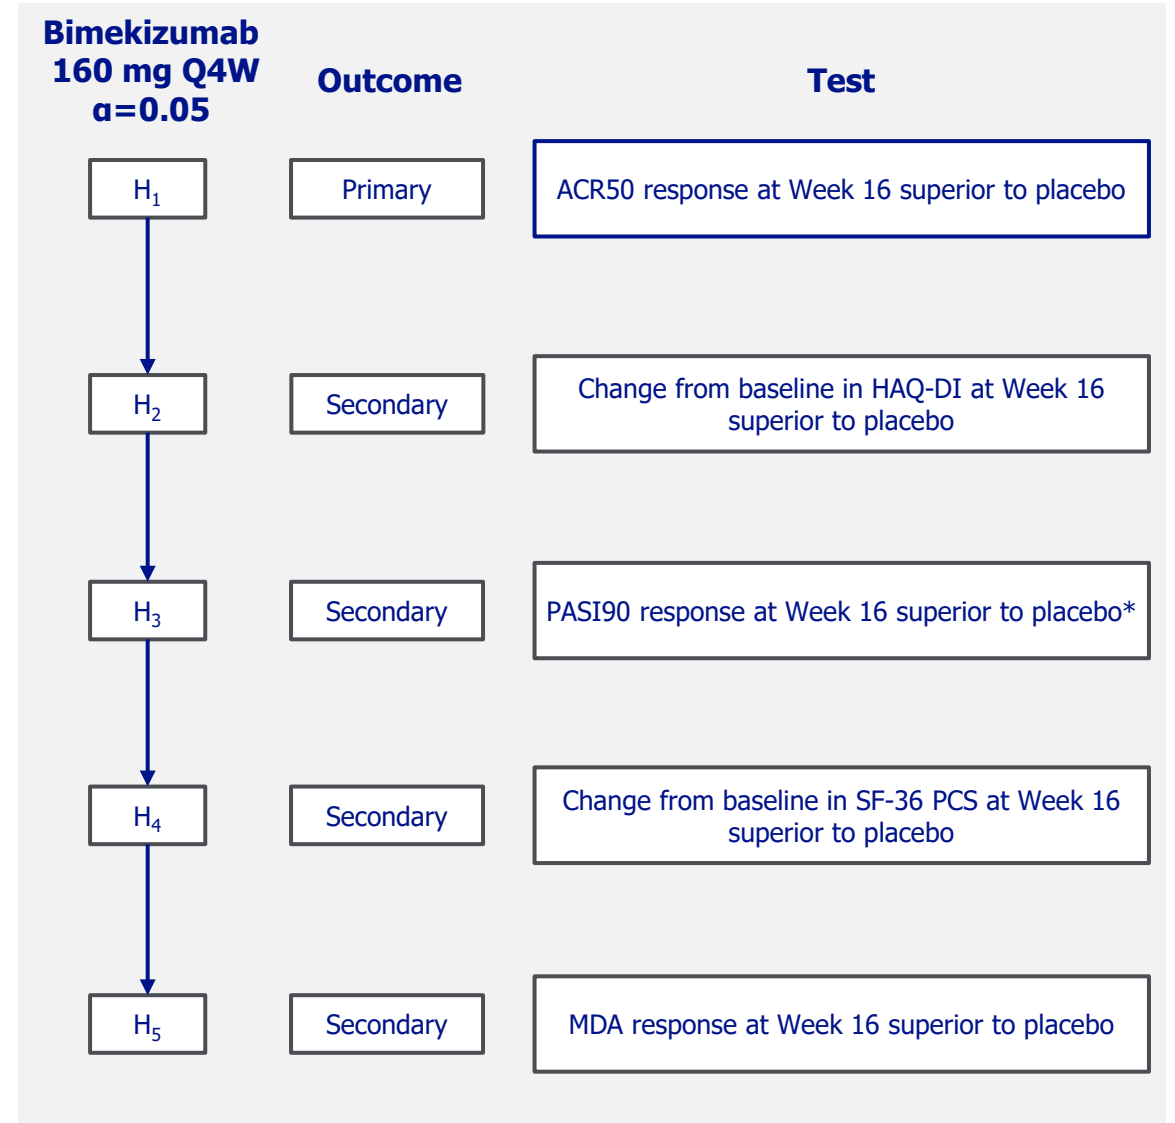 Bimekizumab
160 mg Q4W
α=0.05
Outcome
Test
H₁
Primary
ACR50 response at Week 16 superior to placebo
H₂
Secondary
Change from baseline in HAQ-DI at Week 16
superior to placebo
H₃
Secondary
PASI90 response at Week 16 superior to placebo*
H₄
Secondary
Change from baseline in SF-36 PCS at Week 16
superior to placebo
H₅
Secondary
MDA response at Week 16 superior to placebo